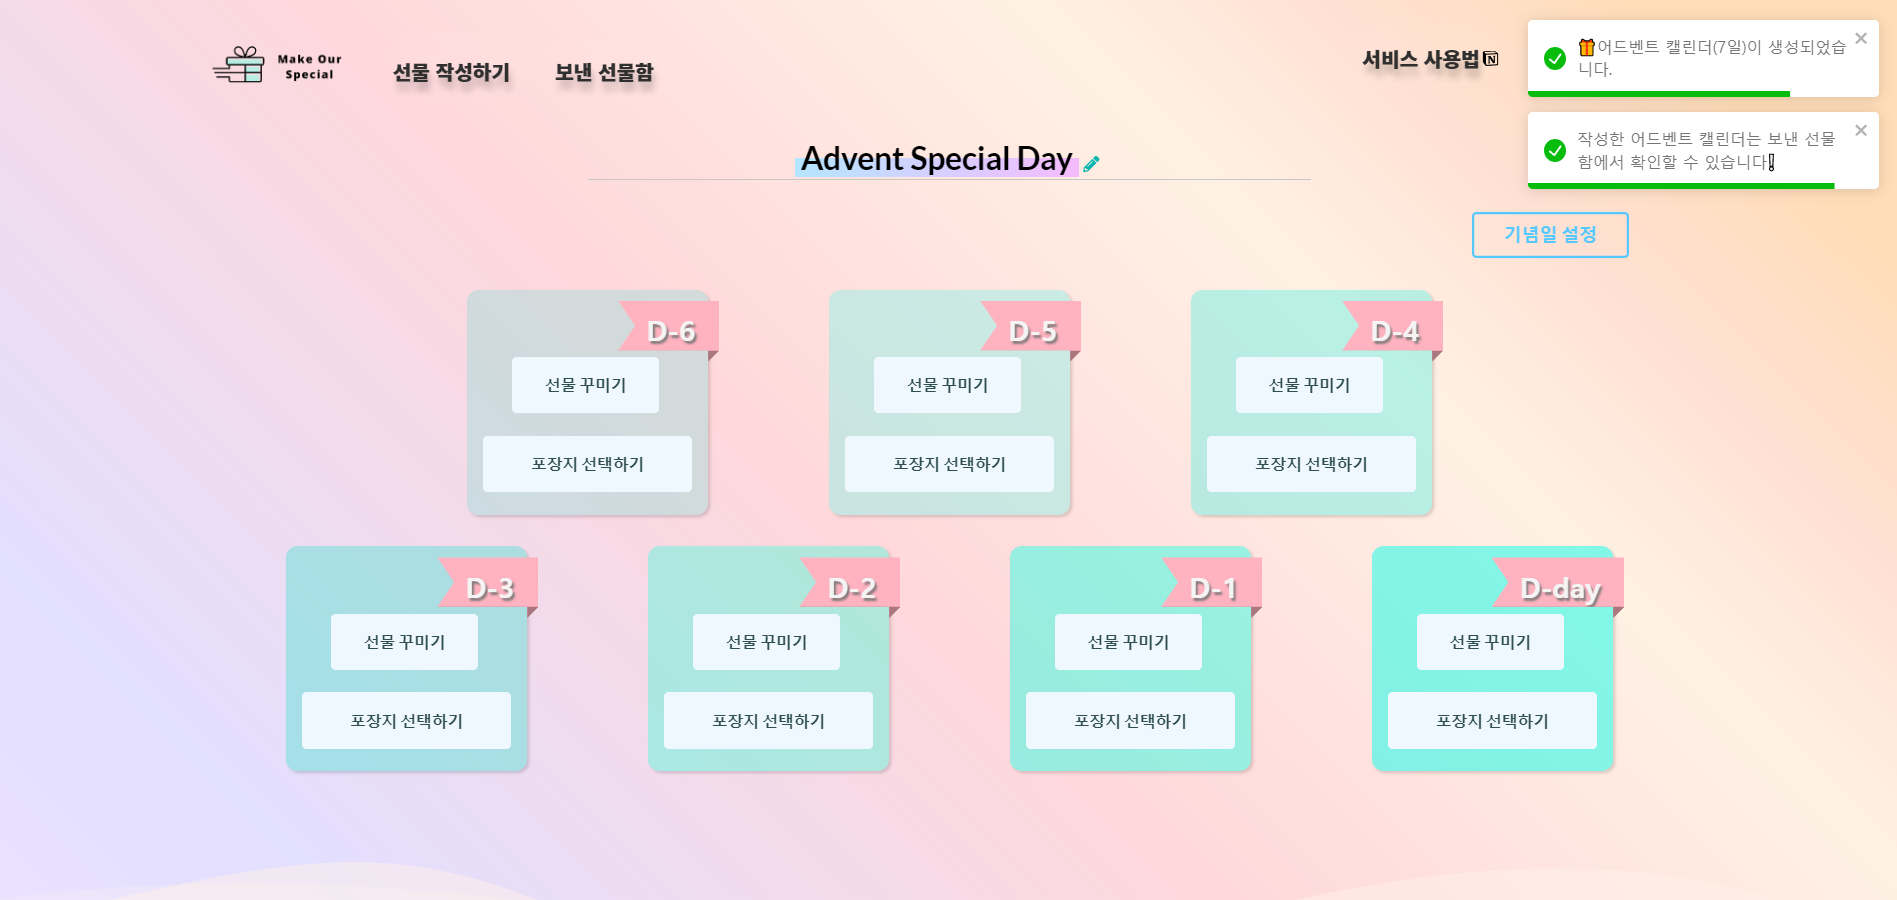 Make Our
Special
선물 작성하기
보낸 선물함
서비스 사용법
🎁어드벤트 캘린더(7일)이 생성되었습
니다.
작성한 어드벤트 캘린더는 보낸 선물
함에서 확인할 수 있습니다❕
Advent Special Day
기념일 설정
D-6
선물 꾸미기
포장지 선택하기
D-5
선물 꾸미기
포장지 선택하기
D-4
선물 꾸미기
포장지 선택하기
D-3
선물 꾸미기
포장지 선택하기
D-2
선물 꾸미기
포장지 선택하기
D-1
선물 꾸미기
포장지 선택하기
D-day
선물 꾸미기
포장지 선택하기